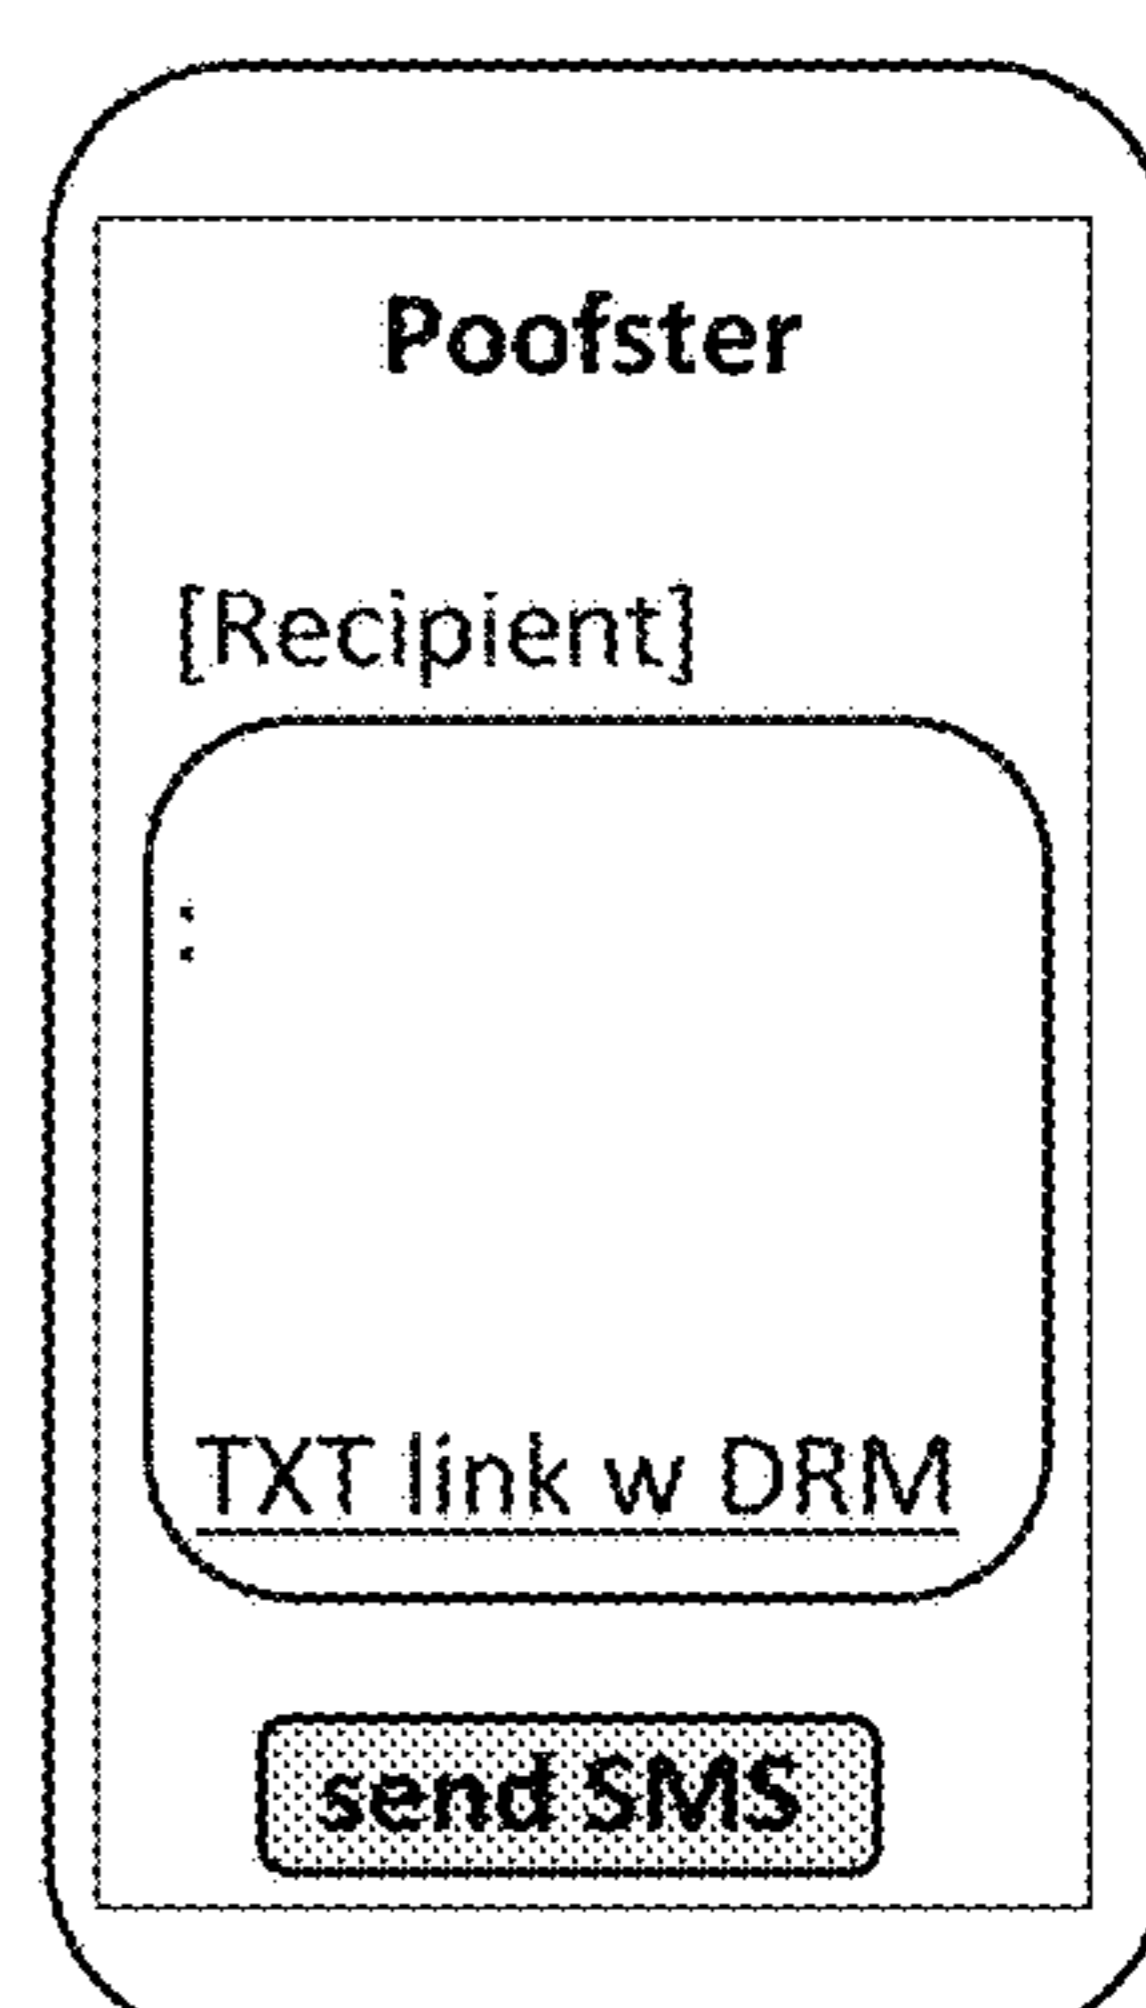 Poofster
[Recipient]
:
TXT link w DRM
send SMS